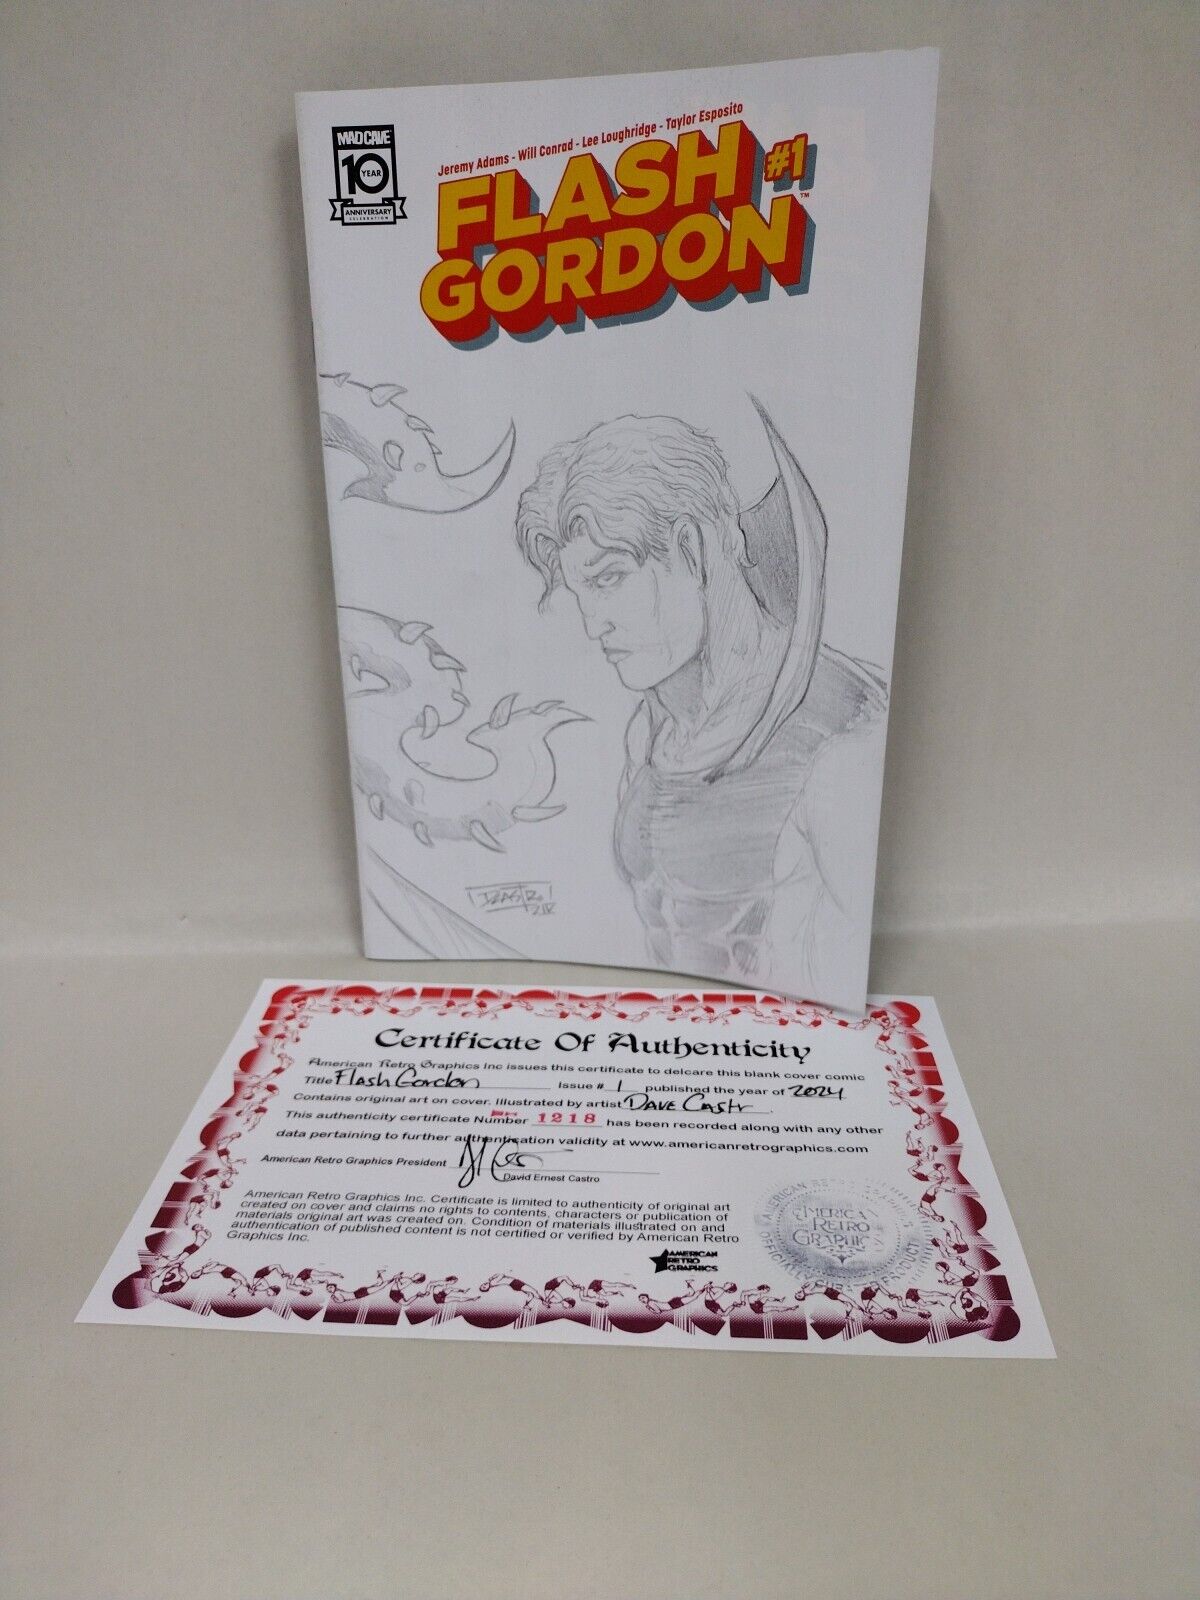 MAD CAVE
10
YEAR
ANNIVERSARY
CELEBRATION
Jeremy Adams - Will Conrad - Lee Loughridge - Taylor Esposito
FLASH
GORDON™
#1
Certificate Of Authenticity
American Retro Graphics Inc issues this certificate to delcare this blank cover comic
Title Flash Gordon Issue # 1 published the year of 2024
Contains original art on cover. Illustrated by artist Dave Castr
This authenticity certificate Number 1218 has been recorded along with any other
data pertaining to further authentication validity at www.americanretrographics.com
American Retro Graphics President
David Ernest Castro
American Retro Graphics Inc. Certificate is limited to authenticity of original art
created on cover and claims no rights to contents, characters or publication of
materials original art was created on. Condition of materials illustrated on and
authentication of published content is not certified or verified by American Retro
Graphics Inc.
AMERICAN
RETRO
GRAPHICS
AMERICAN
RETRO
GRAPHICS